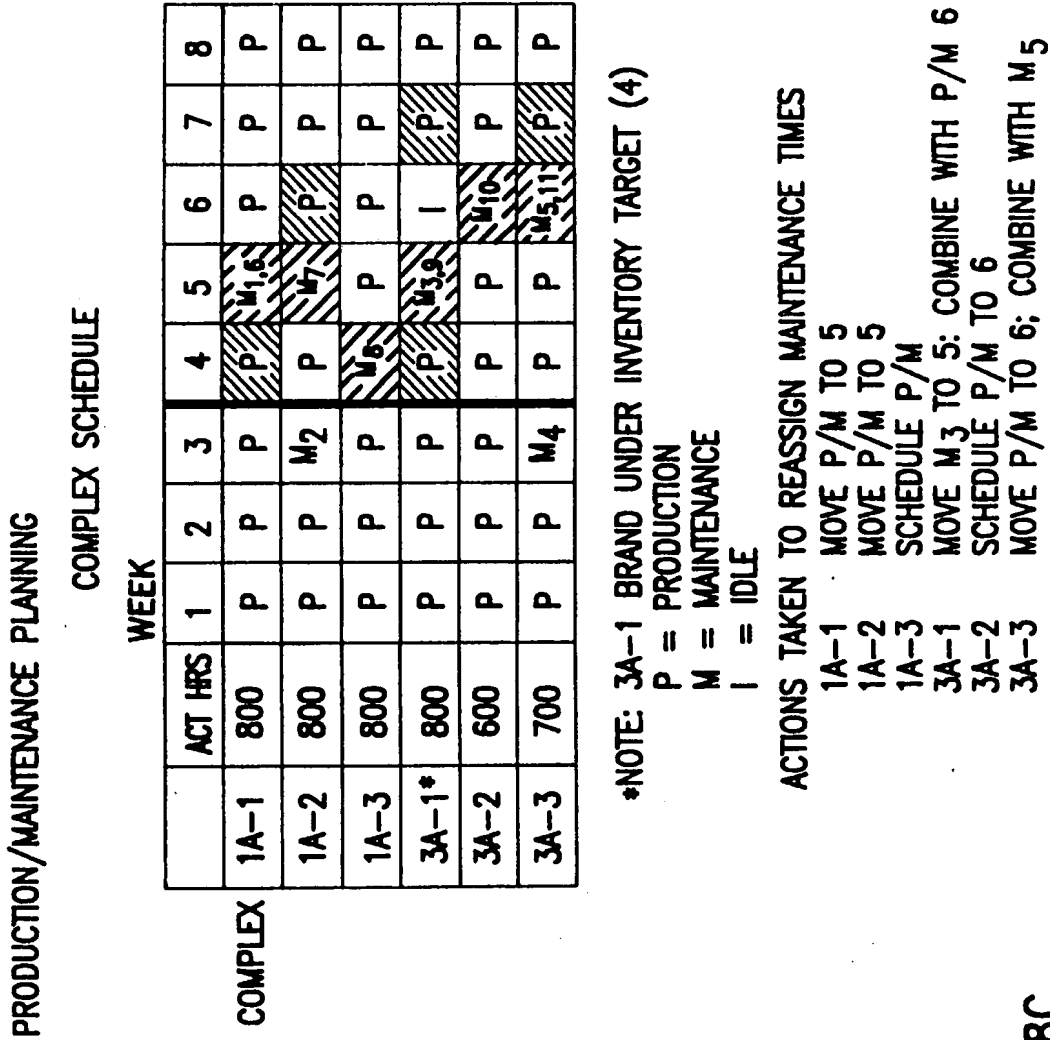 PRODUCTION/MAINTENANCE PLANNING
COMPLEX SCHEDULE
WEEK
ACT HRS 1 2 3 4 5 6 7 8
COMPLEX 1A-1 800 P P P P M1,6 P P P
1A-2 800 P P M2 P M7 P P P
1A-3 800 P P P M8 P P P P
3A-1* 800 P P P P M3,9 I P P
3A-2 600 P P P P P M10 P P
3A-3 700 P P M4 P P M5,11 P P
*NOTE: 3A-1 BRAND UNDER INVENTORY TARGET (4)
P = PRODUCTION
M = MAINTENANCE
I = IDLE
ACTIONS TAKEN TO REASSIGN MAINTENANCE TIMES
1A-1 MOVE P/M TO 5
1A-2 MOVE P/M TO 5
1A-3 SCHEDULE P/M
3A-1 MOVE M3 TO 5: COMBINE WITH P/M 6
3A-2 SCHEDULE P/M TO 6
3A-3 MOVE P/M TO 6; COMBINE WITH M5